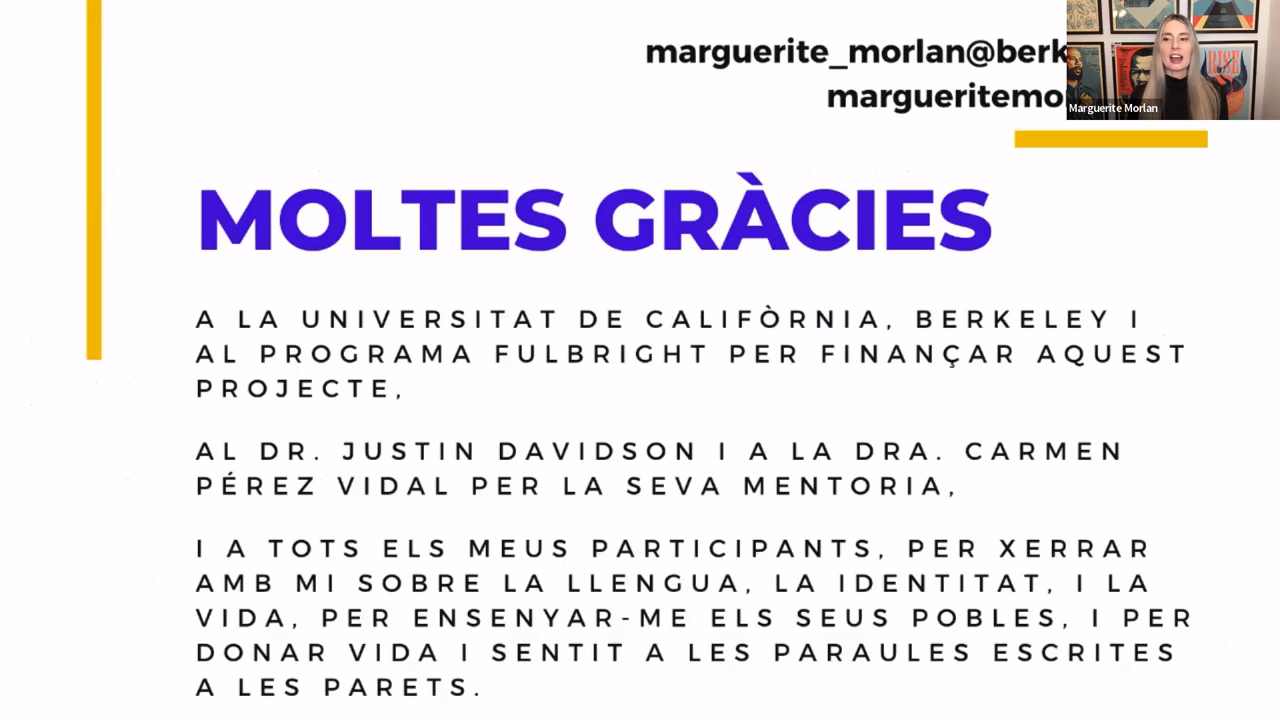 marguerite_morlan@berk
margueritemo
Marguerite Morlan
RISE
MOLTES GRÀCIES
A LA UNIVERSITAT DE CALIFÒRNIA, BERKELEY I
AL PROGRAMA FULBRIGHT PER FINANÇAR AQUEST
PROJECTE,
AL DR. JUSTIN DAVIDSON I A LA DRA. CARMEN
PÉREZ VIDAL PER LA SEVA MENTORIA,
I A TOTS ELS MEUS PARTICIPANTS, PER XERRAR
AMB MI SOBRE LA LLENGUA, LA IDENTITAT, I LA
VIDA, PER ENSENYAR-ME ELS SEUS POBLES, I PER
DONAR VIDA I SENTIT A LES PARAULES ESCRITES
A LES PARETS.